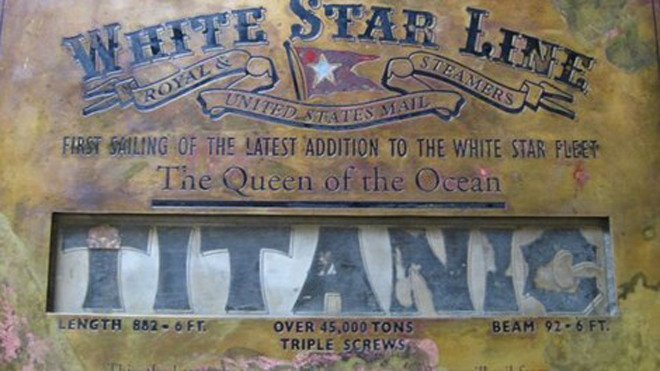 WHITE STAR LINE
ROYAL &
UNITED STATES MAIL
STEAMERS
FIRST SAILING OF THE LATEST ADDITION TO THE WHITE STAR FLEET
The Queen of the Ocean
TITANIC
LENGTH 882-6 FT. OVER 45,000 TONS BEAM 92-6 FT.
TRIPLE SCREWS